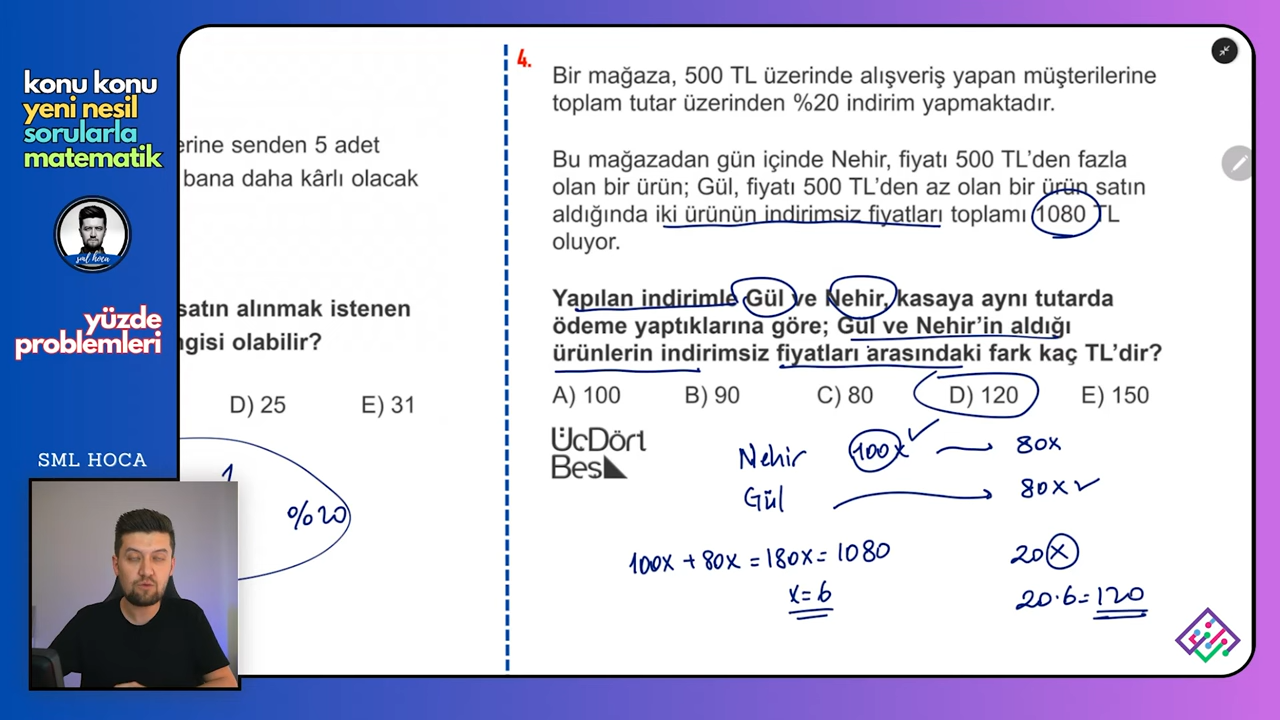 konu konu
yeni nesil
sorularla
matematik
sml hoca
yüzde
problemleri
SML HOCA
erine senden 5 adet
bana daha kârlı olacak
satın alınmak istenen
ngisi olabilir?
D) 25 E) 31
1
%20
4.
Bir mağaza, 500 TL üzerinde alışveriş yapan müşterilerine
toplam tutar üzerinden %20 indirim yapmaktadır.
Bu mağazadan gün içinde Nehir, fiyatı 500 TL'den fazla
olan bir ürün; Gül, fiyatı 500 TL'den az olan bir ürün satın
aldığında iki ürünün indirimsiz fiyatları toplamı 1080 TL
oluyor.
Yapılan indirimle Gül ve Nehir, kasaya aynı tutarda
ödeme yaptıklarına göre; Gül ve Nehir'in aldığı
ürünlerin indirimsiz fiyatları arasındaki fark kaç TL'dir?
A) 100 B) 90 C) 80 D) 120 E) 150
ÜcDört
Bes
Nehir 100x 80x
Gül 80x
100x + 80x = 180x = 1080
x = 6
20x
20·6 = 120